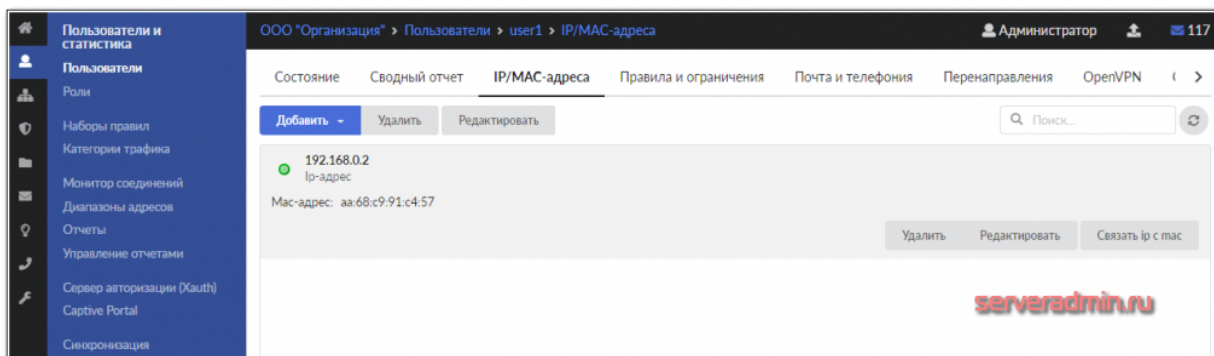 Пользователи и
статистика
ООО "Организация" > Пользователи > user1 > IP/MAC-адреса
Администратор
117
Пользователи
Роли
Наборы правил
Категории трафика
Монитор соединений
Диапазоны адресов
Отчеты
Управление отчетами
Сервер авторизации (Xauth)
Captive Portal
Синхронизация
Состояние Сводный отчет IP/MAC-адреса Правила и ограничения Почта и телефония Перенаправления OpenVPN
Добавить Удалить Редактировать Поиск...
192.168.0.2
Ip-адрес
Мас-адрес: aa:68:c9:91:c4:57
Удалить Редактировать Связать ip с mac
serveradmin.ru